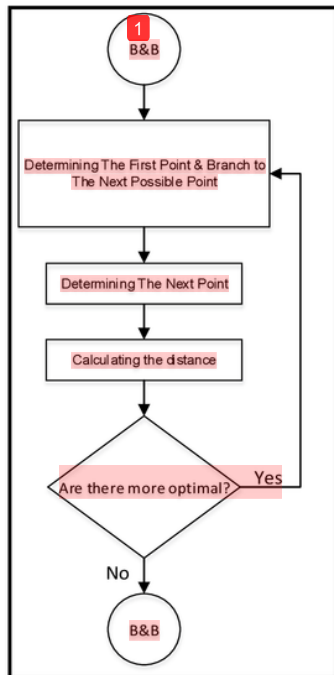 1
B&B
Determining The First Point & Branch to
The Next Possible Point
Determining The Next Point
Calculating the distance
Are there more optimal?
Yes
No
B&B